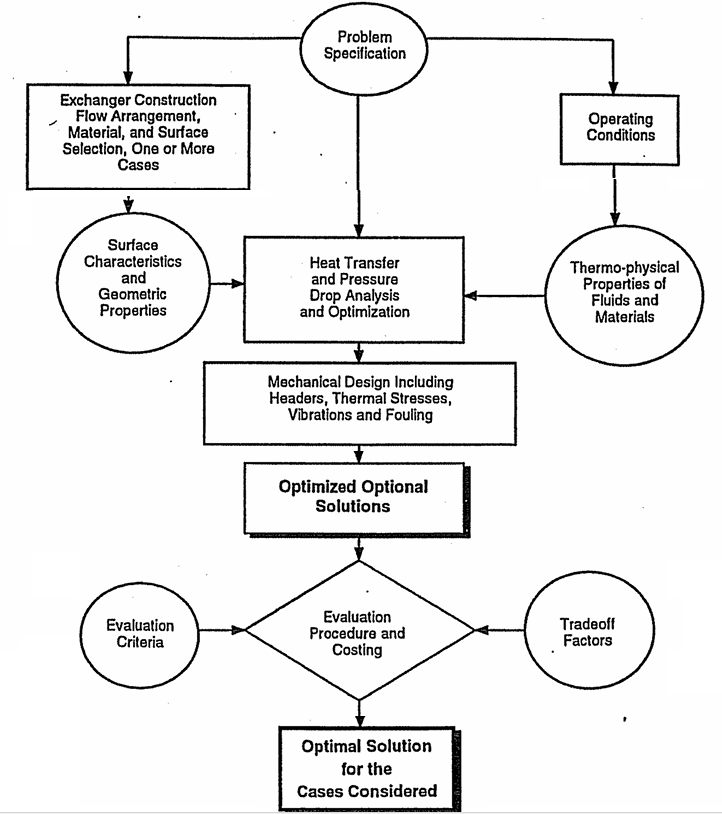 Problem
Specification
Exchanger Construction
Flow Arrangement,
Material, and Surface
Selection, One or More
Cases
Operating
Conditions
Surface
Characteristics
and
Geometric
Properties
Heat Transfer
and Pressure
Drop Analysis
and Optimization
Thermo-physical
Properties of
Fluids and
Materials
Mechanical Design Including
Headers, Thermal Stresses,
Vibrations and Fouling
Optimized Optional
Solutions
Evaluation
Criteria
Evaluation
Procedure and
Costing
Tradeoff
Factors
Optimal Solution
for the
Cases Considered